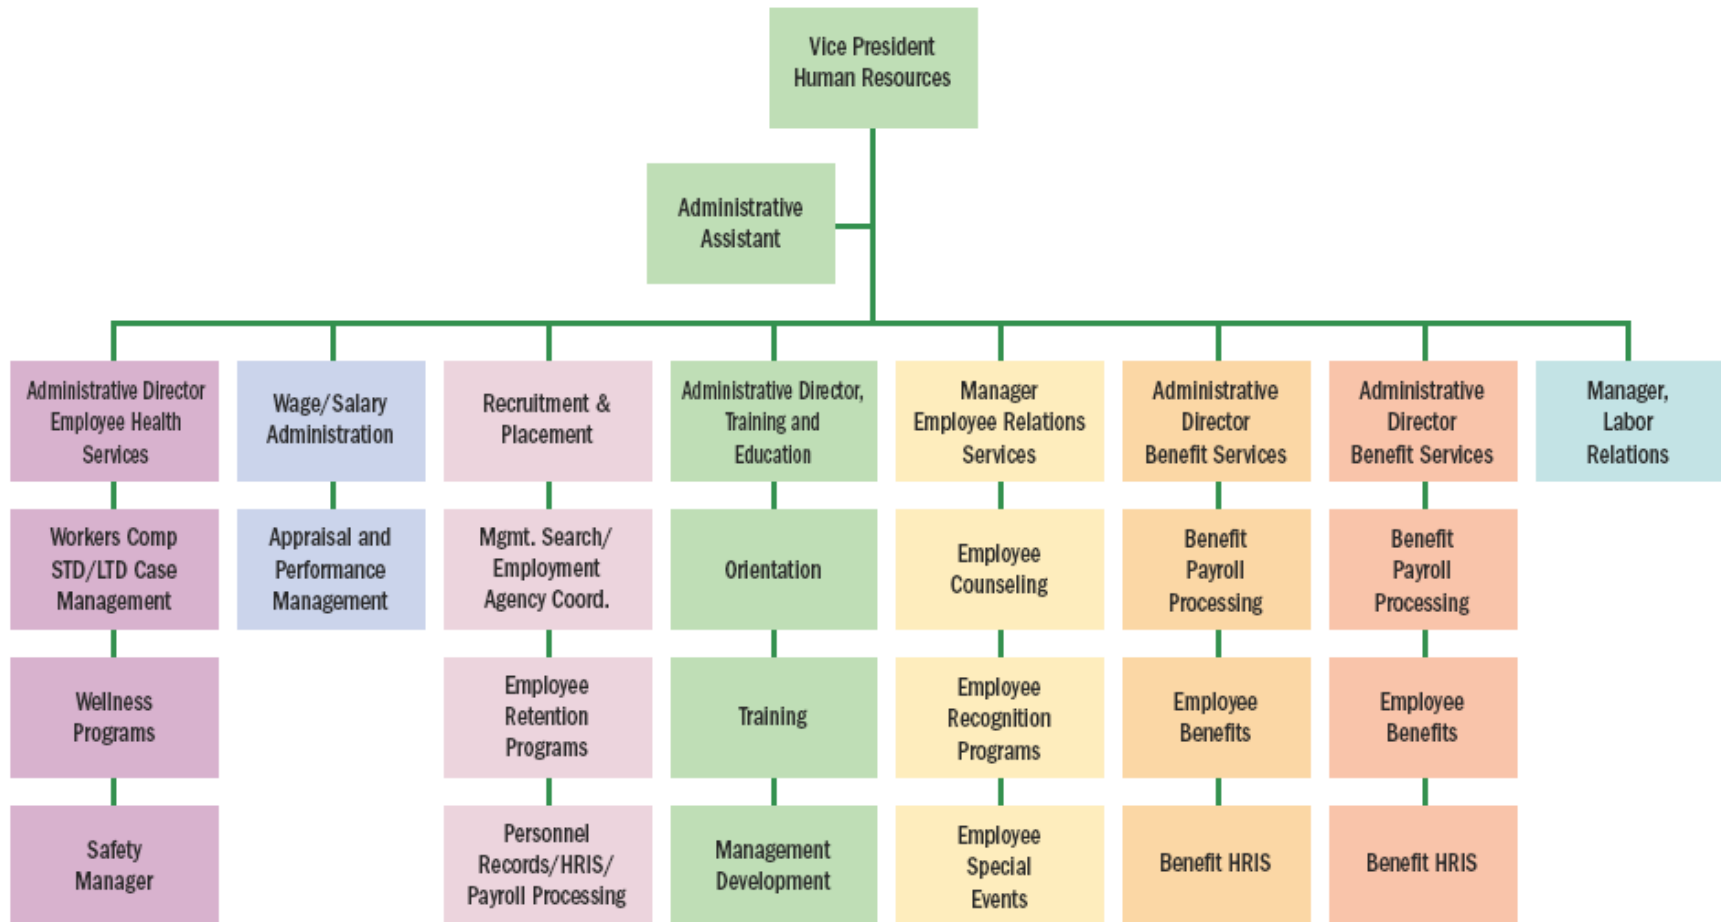 Vice President
Human Resources
Administrative
Assistant
Administrative Director
Employee Health
Services
Wage/Salary
Administration
Recruitment &
Placement
Administrative Director,
Training and
Education
Manager
Employee Relations
Services
Administrative
Director
Benefit Services
Administrative
Director
Benefit Services
Manager,
Labor
Relations
Workers Comp
STD/LTD Case
Management
Appraisal and
Performance
Management
Mgmt. Search/
Employment
Agency Coord.
Orientation
Employee
Counseling
Benefit
Payroll
Processing
Benefit
Payroll
Processing
Wellness
Programs
Employee
Retention
Programs
Training
Employee
Recognition
Programs
Employee
Benefits
Employee
Benefits
Safety
Manager
Personnel
Records/HRIS/
Payroll Processing
Management
Development
Employee
Special
Events
Benefit HRIS
Benefit HRIS